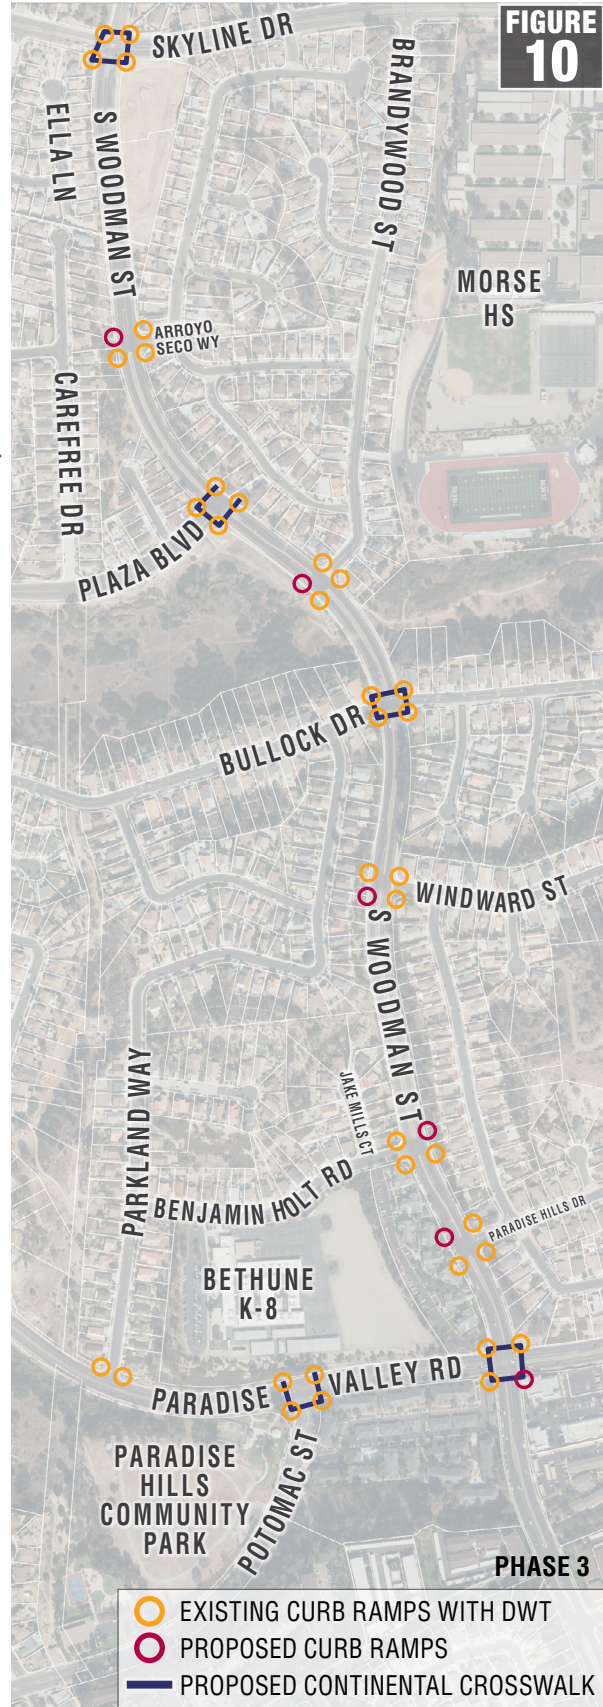 FIGURE
10
SKYLINE DR
BRANDYWOOD ST
ELLA LN
S WOODMAN ST
MORSE
HS
ARROYO
SECO WY
CAREFREE DR
PLAZA BLVD
BULLOCK DR
WINDWARD ST
S WOODMAN ST
JAKE MILLS CT
PARKLAND WAY
BENJAMIN HOLT RD
PARADISE HILLS DR
BETHUNE
K-8
PARADISE VALLEY RD
POTOMAC ST
PARADISE
HILLS
COMMUNITY
PARK
PHASE 3
EXISTING CURB RAMPS WITH DWT
PROPOSED CURB RAMPS
PROPOSED CONTINENTAL CROSSWALK